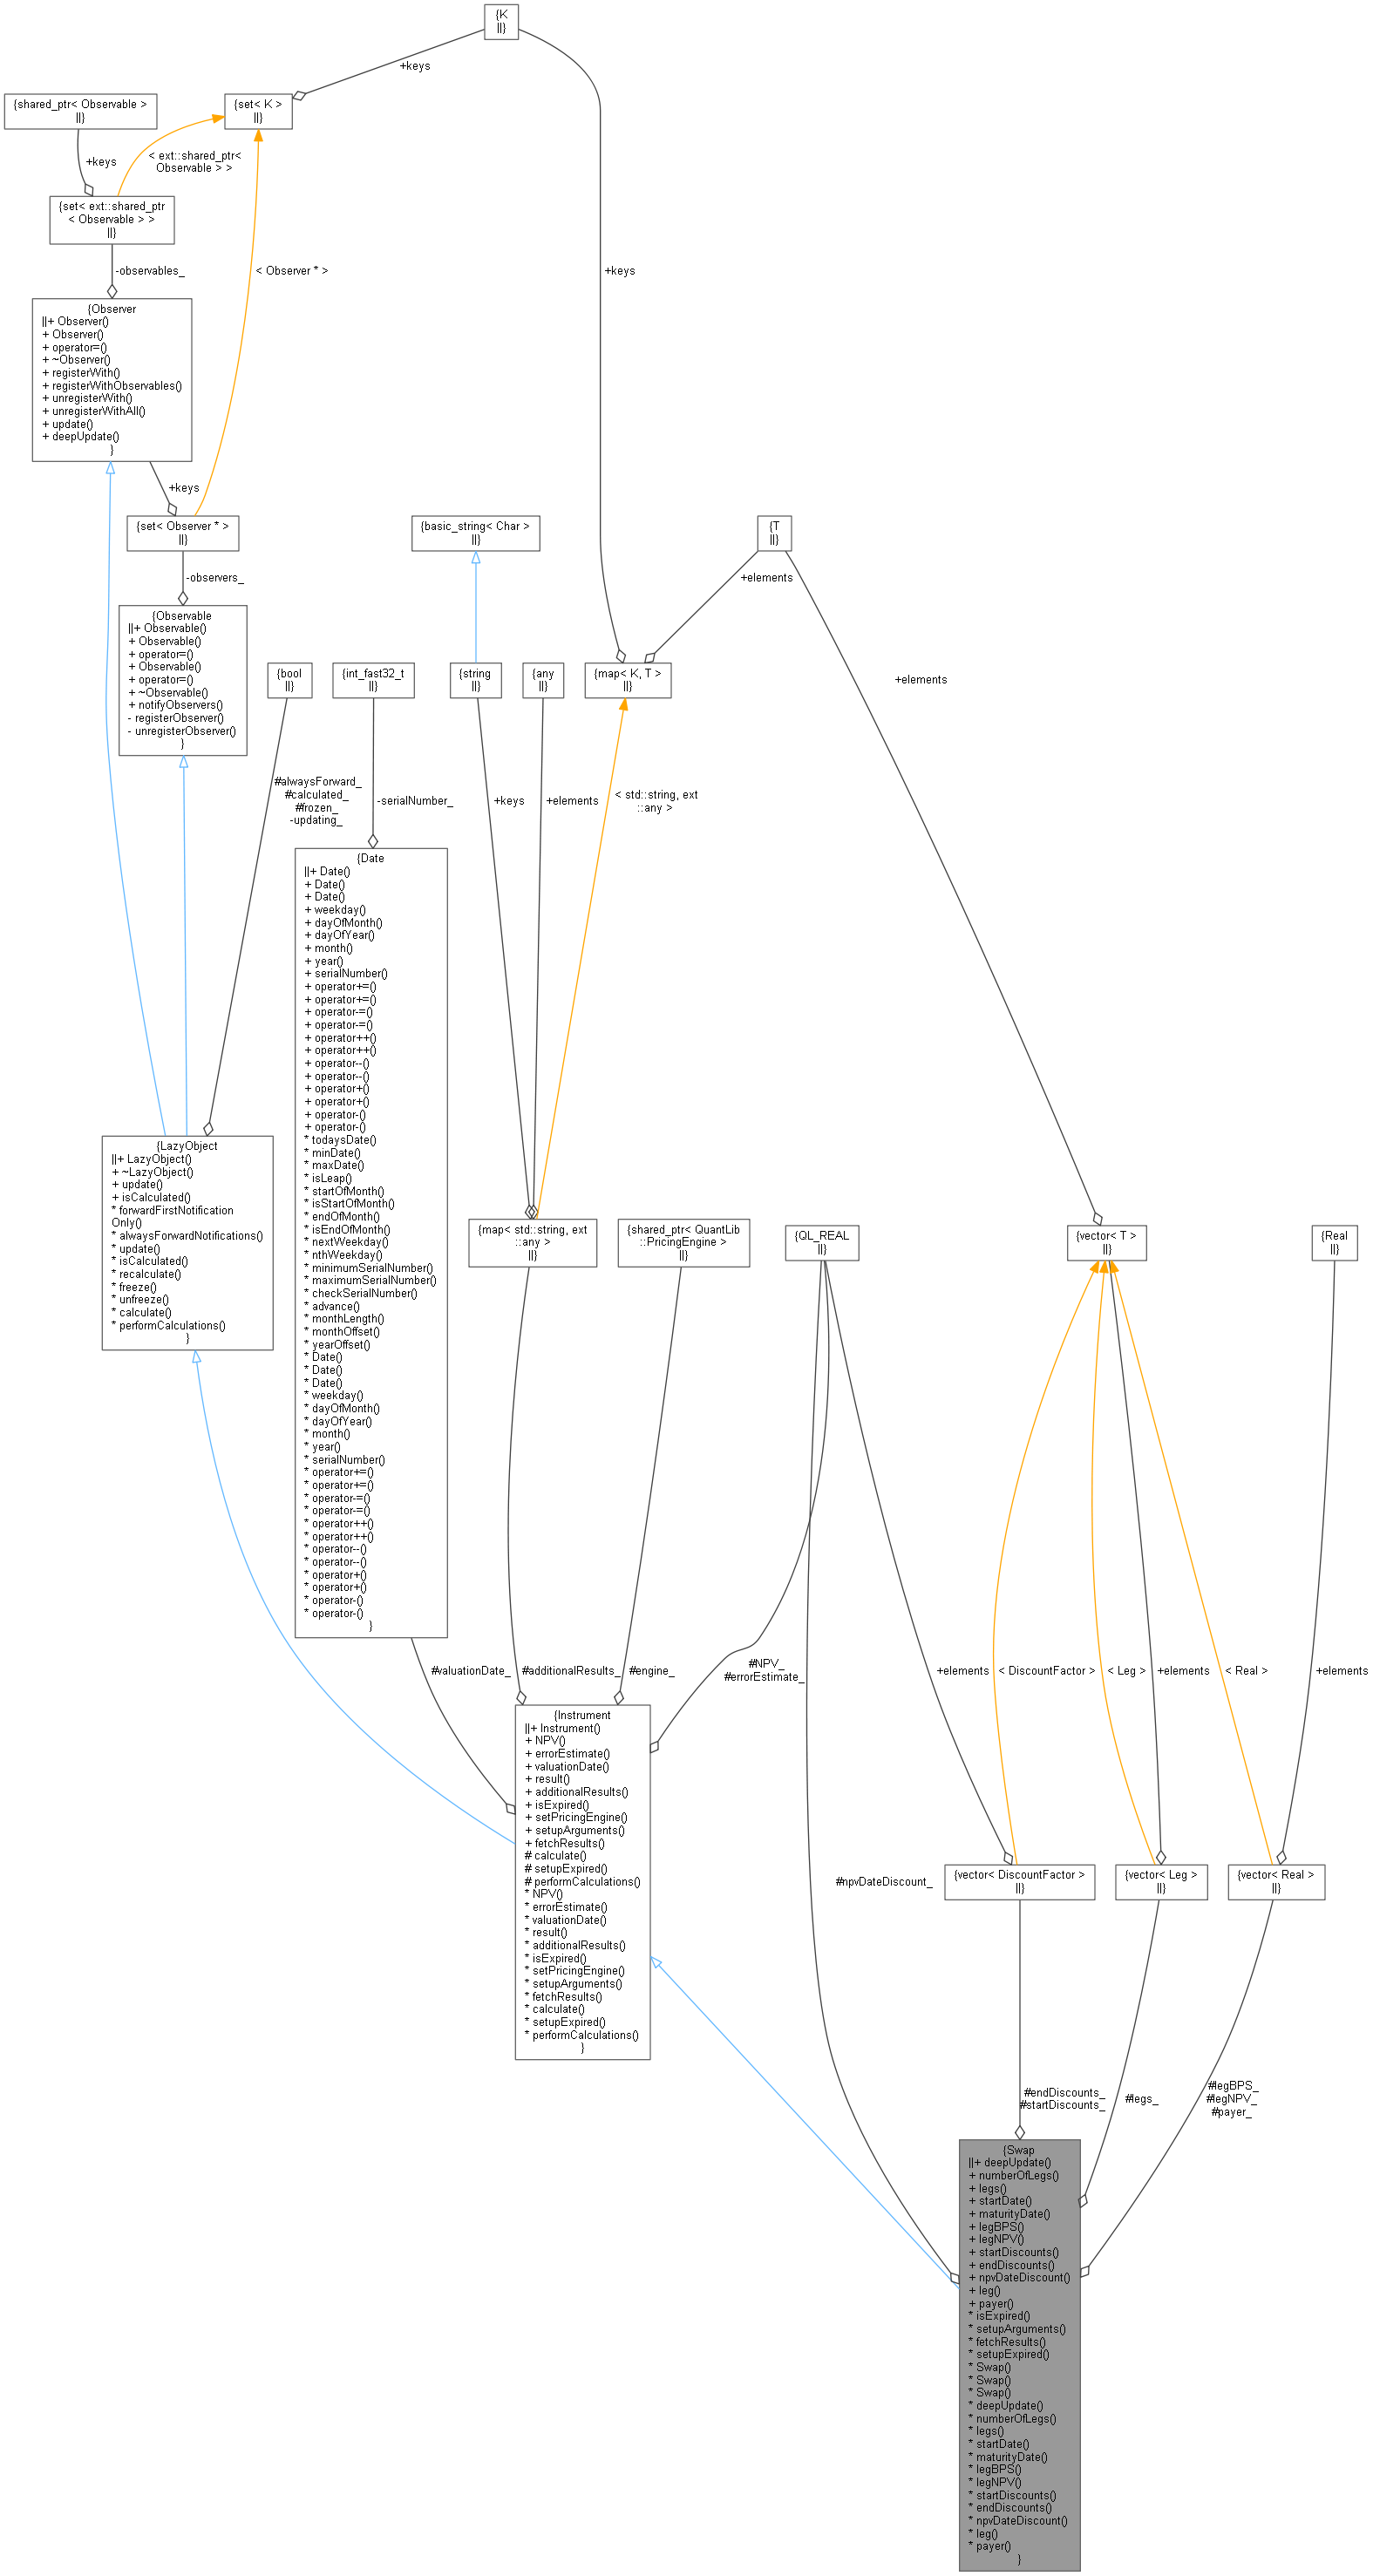 {K
||}
+keys
{shared_ptr< Observable >
||}
{set< K >
||}
+keys
< ext::shared_ptr<
Observable > >
{set< ext::shared_ptr
< Observable > >
||}
-observables_
< Observer * >
+keys
{Observer
||+ Observer()
+ Observer()
+ operator=()
+ ~Observer()
+ registerWith()
+ registerWithObservables()
+ unregisterWith()
+ unregisterWithAll()
+ update()
+ deepUpdate()
}
+keys
{set< Observer * >
||}
{basic_string< Char >
||}
{T
||}
-observers_
+elements
{Observable
||+ Observable()
+ Observable()
+ operator=()
+ Observable()
+ operator=()
+ ~Observable()
+ notifyObservers()
- registerObserver()
- unregisterObserver()
}
{bool
||}
{int_fast32_t
||}
{string
||}
{any
||}
{map< K, T >
||}
+elements
#alwaysForward_
#calculated_
#frozen_
-updating_
-serialNumber_
+keys
+elements
< std::string, ext
::any >
{Date
||+ Date()
+ Date()
+ Date()
+ weekday()
+ dayOfMonth()
+ dayOfYear()
+ month()
+ year()
+ serialNumber()
+ operator+=()
+ operator+=()
+ operator-=()
+ operator-=()
+ operator++()
+ operator++()
+ operator--()
+ operator--()
+ operator+()
+ operator+()
+ operator-()
+ operator-()
* todaysDate()
* minDate()
* maxDate()
* isLeap()
* startOfMonth()
* isStartOfMonth()
* endOfMonth()
* isEndOfMonth()
* nextWeekday()
* nthWeekday()
* minimumSerialNumber()
* maximumSerialNumber()
* checkSerialNumber()
* advance()
* monthLength()
* monthOffset()
* yearOffset()
* Date()
* Date()
* Date()
* weekday()
* dayOfMonth()
* dayOfYear()
* month()
* year()
* serialNumber()
* operator+=()
* operator+=()
* operator-=()
* operator-=()
* operator++()
* operator++()
* operator--()
* operator--()
* operator+()
* operator+()
* operator-()
* operator-()
}
{LazyObject
||+ LazyObject()
+ ~LazyObject()
+ update()
+ isCalculated()
* forwardFirstNotification
Only()
* alwaysForwardNotifications()
* update()
* isCalculated()
* recalculate()
* freeze()
* unfreeze()
* calculate()
* performCalculations()
}
{map< std::string, ext
::any >
||}
{shared_ptr< QuantLib
::PricingEngine >
||}
{QL_REAL
||}
{vector< T >
||}
{Real
||}
#valuationDate_
#additionalResults_
#engine_
#NPV_
#errorEstimate_
+elements
< DiscountFactor >
< Leg >
+elements
< Real >
+elements
{Instrument
||+ Instrument()
+ NPV()
+ errorEstimate()
+ valuationDate()
+ result()
+ additionalResults()
+ isExpired()
+ setPricingEngine()
+ setupArguments()
+ fetchResults()
# calculate()
# setupExpired()
# performCalculations()
* NPV()
* errorEstimate()
* valuationDate()
* result()
* additionalResults()
* isExpired()
* setPricingEngine()
* setupArguments()
* fetchResults()
* calculate()
* setupExpired()
* performCalculations()
}
#npvDateDiscount_
{vector< DiscountFactor >
||}
{vector< Leg >
||}
{vector< Real >
||}
#endDiscounts_
#startDiscounts_
#legs_
#legBPS_
#legNPV_
#payer_
{Swap
||+ deepUpdate()
+ numberOfLegs()
+ legs()
+ startDate()
+ maturityDate()
+ legBPS()
+ legNPV()
+ startDiscounts()
+ endDiscounts()
+ npvDateDiscount()
+ leg()
+ payer()
* isExpired()
* setupArguments()
* fetchResults()
* setupExpired()
* Swap()
* Swap()
* Swap()
* deepUpdate()
* numberOfLegs()
* legs()
* startDate()
* maturityDate()
* legBPS()
* legNPV()
* startDiscounts()
* endDiscounts()
* npvDateDiscount()
* leg()
* payer()
}